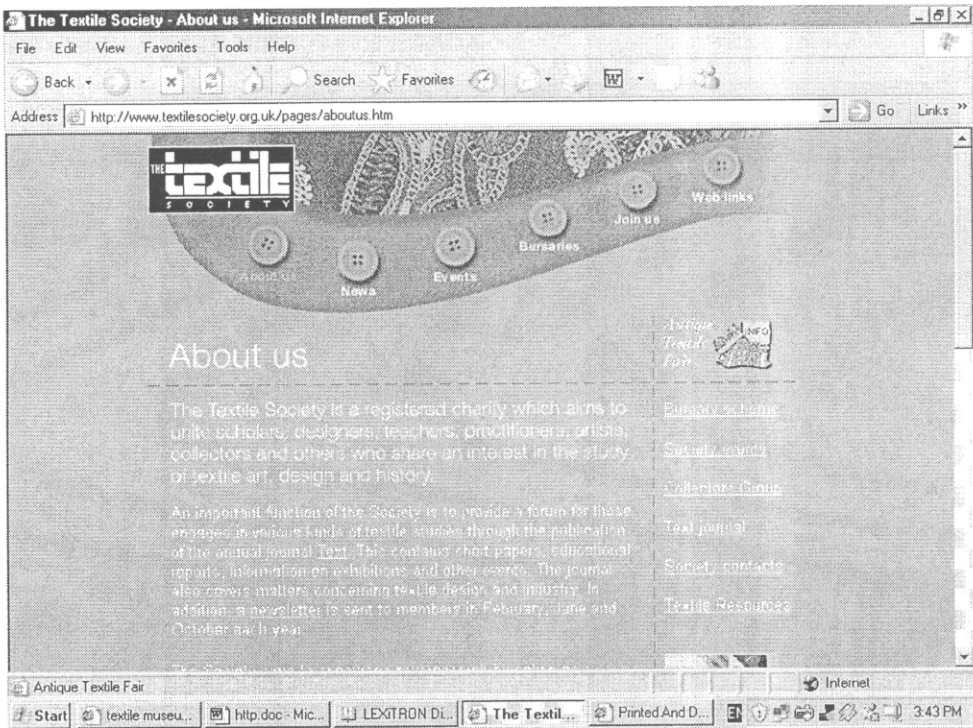 The Textile Society - About us - Microsoft Internet Explorer
File Edit View Favorites Tools Help
Back Search Favorites
Address http://www.textilesociety.org.uk/pages/aboutus.htm Go Links »
THE
textile
SOCIETY
About us
News
Events
Bursaries
Join us
Web links
Antique
Textile
Fair
INFO
About us
The Textile Society is a registered charity which aims to
unite scholars, designers, teachers, practitioners, artists,
collectors and others who share an interest in the study
of textile art, design and history.
An important function of the Society is to provide a forum for those
engaged in various kinds of textile studies through the publication
of the annual journal Text. This contains short papers, educational
reports, information on exhibitions and other events. The journal
also covers matters concerning textile design and industry. In
addition, a newsletter is sent to members in February, June and
October each year.
Bursary scheme
Society awards
Collectors Group
Text journal
Society contacts
Textile Resources
Antique Textile Fair
Internet
Start textile museu... http.doc - Mic... LEXiTRON Di... The Textil... Printed And D... EN 3:43 PM